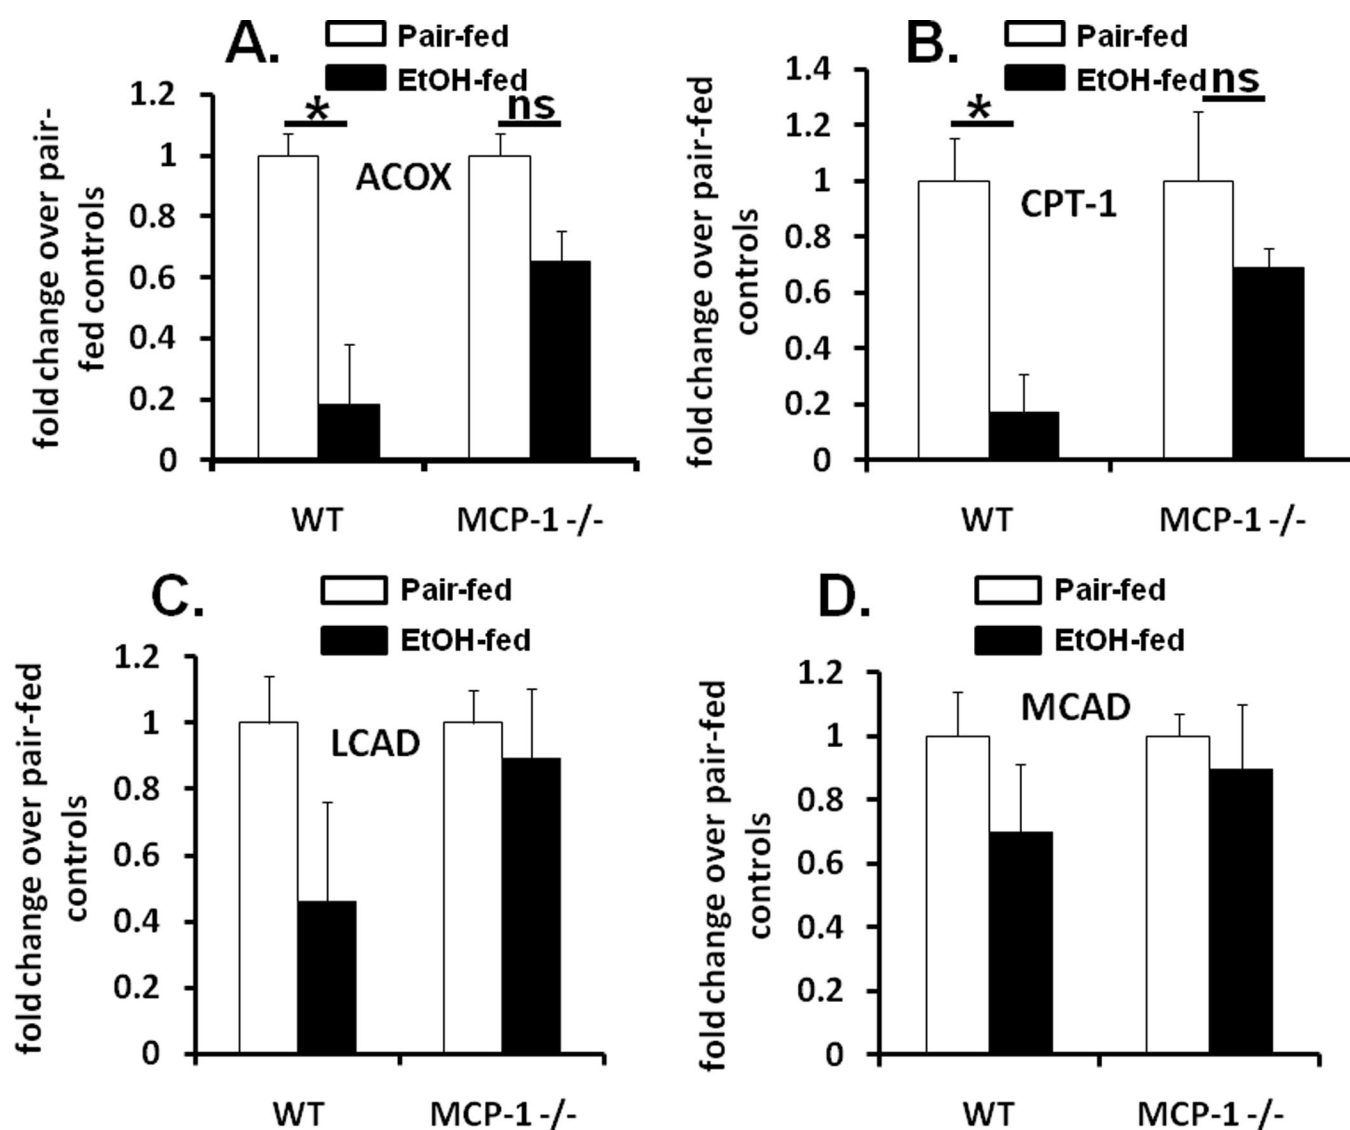 A.
Pair-fed
EtOH-fed
fold change over pair-
fed controls
1.2
1
0.8
0.6
0.4
0.2
0
*
ns
ACOX
WT
MCP-1 -/-
B.
Pair-fed
EtOH-fed
fold change over pair-fed
controls
1.4
1.2
1
0.8
0.6
0.4
0.2
0
*
ns
CPT-1
WT
MCP-1 -/-
C.
Pair-fed
EtOH-fed
fold change over pair-fed
controls
1.2
1
0.8
0.6
0.4
0.2
0
LCAD
WT
MCP-1 -/-
D.
Pair-fed
EtOH-fed
fold change over pair-fed
controls
1.2
1
0.8
0.6
0.4
0.2
0
MCAD
WT
MCP-1 -/-